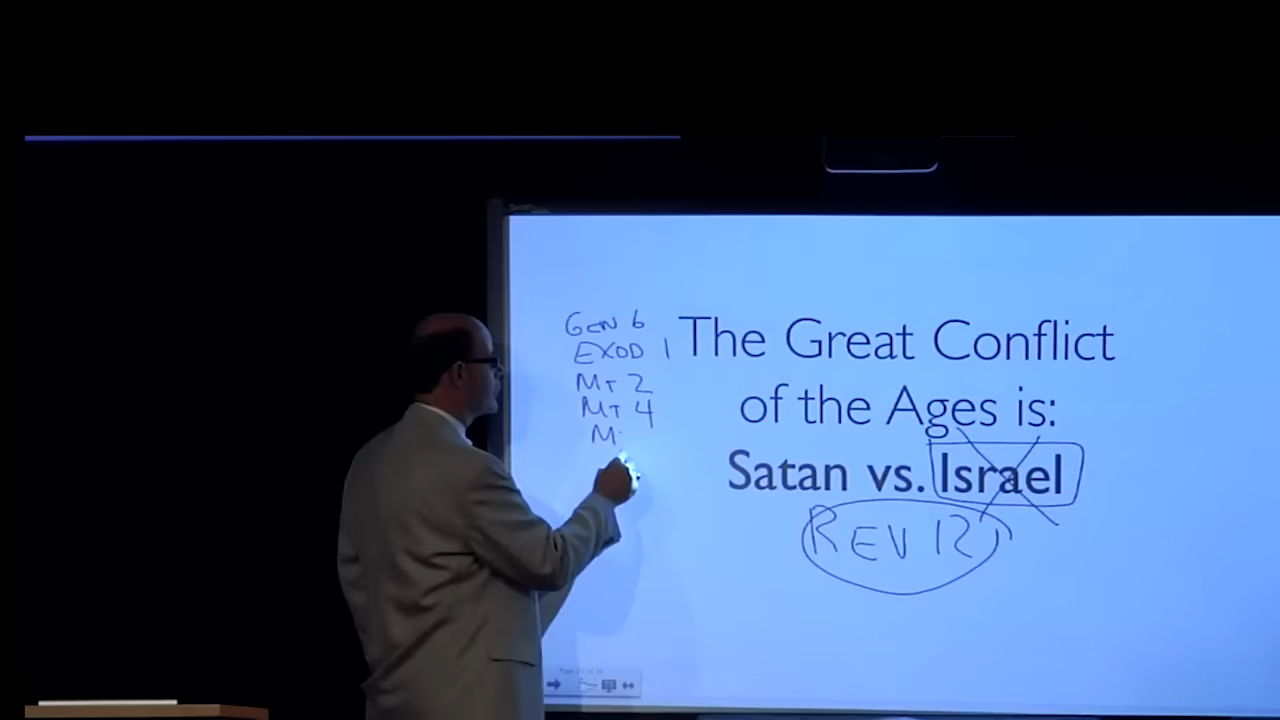 Gen 6
EXOD 1
MT 2
MT 4
M
The Great Conflict
of the Ages is:
Satan vs. Israel
REV 12